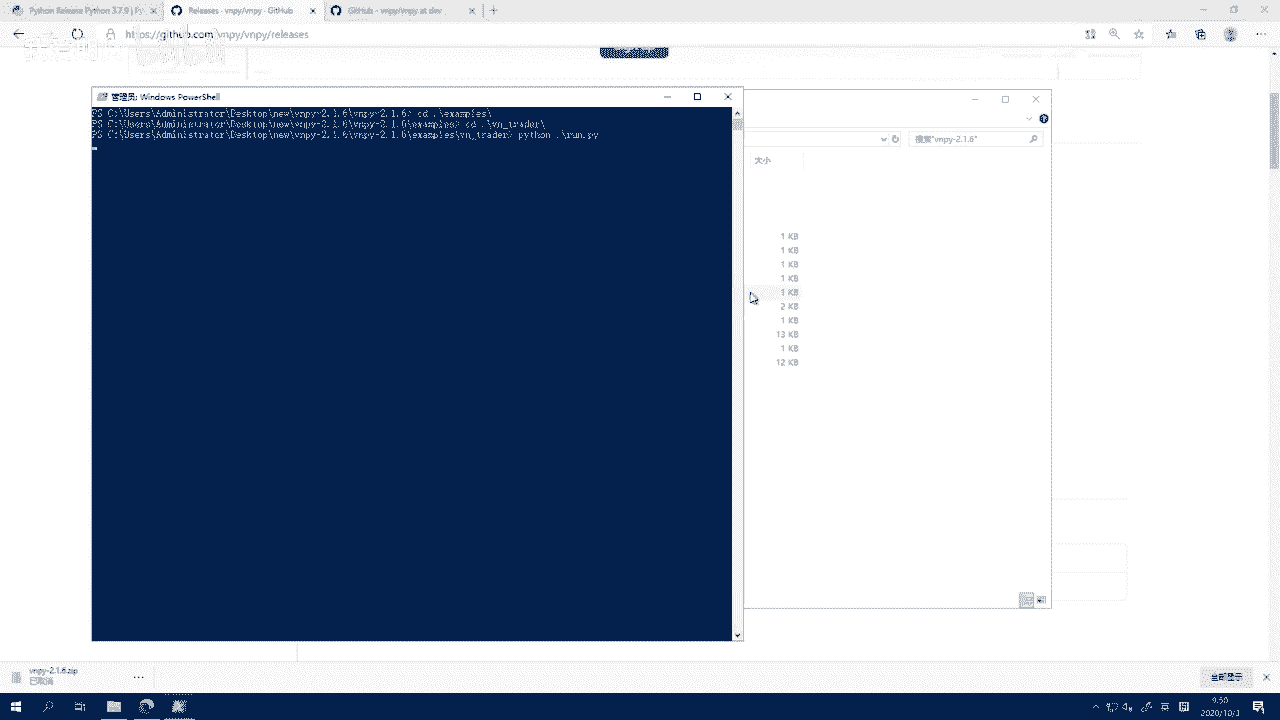 Python Release Python 3.7.9 | Py
Releases · vnpy/vnpy · GitHub
GitHub - vnpy/vnpy at dev
https://github.com/vnpy/vnpy/releases
管理员: Windows PowerShell
PS C:\Users\Administrator\Desktop\new\vnpy-2.1.6\vnpy-2.1.6> cd .\examples\
PS C:\Users\Administrator\Desktop\new\vnpy-2.1.6\vnpy-2.1.6\examples> cd .\vn_trader\
PS C:\Users\Administrator\Desktop\new\vnpy-2.1.6\vnpy-2.1.6\examples\vn_trader> python .\run.py
搜索"vnpy-2.1.6"
大小
1 KB
1 KB
1 KB
1 KB
3 KB
2 KB
1 KB
13 KB
1 KB
12 KB
vnpy-2.1.6.zip
已取消
9:50
2020/10/1